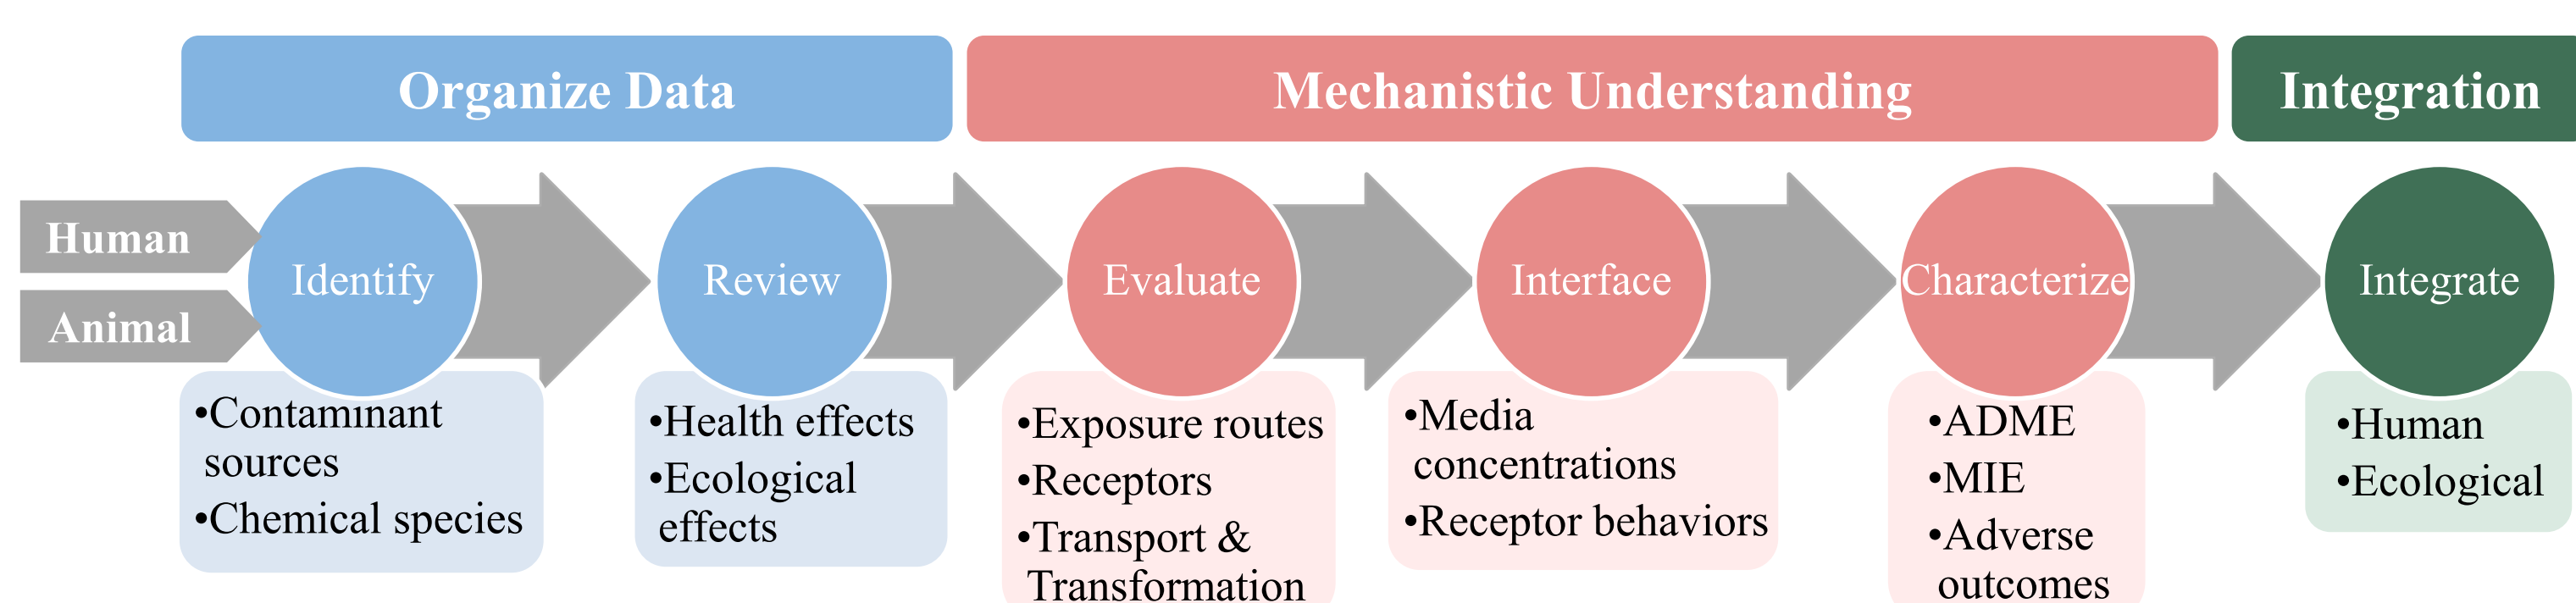 Organize Data
Mechanistic Understanding
Integration
Human
Animal
Identify
Review
Evaluate
Interface
Characterize
Integrate
•Contaminant
sources
•Chemical species
•Health effects
•Ecological
effects
•Exposure routes
•Receptors
•Transport &
Transformation
•Media
concentrations
•Receptor behaviors
•ADME
•MIE
•Adverse
outcomes
•Human
•Ecological